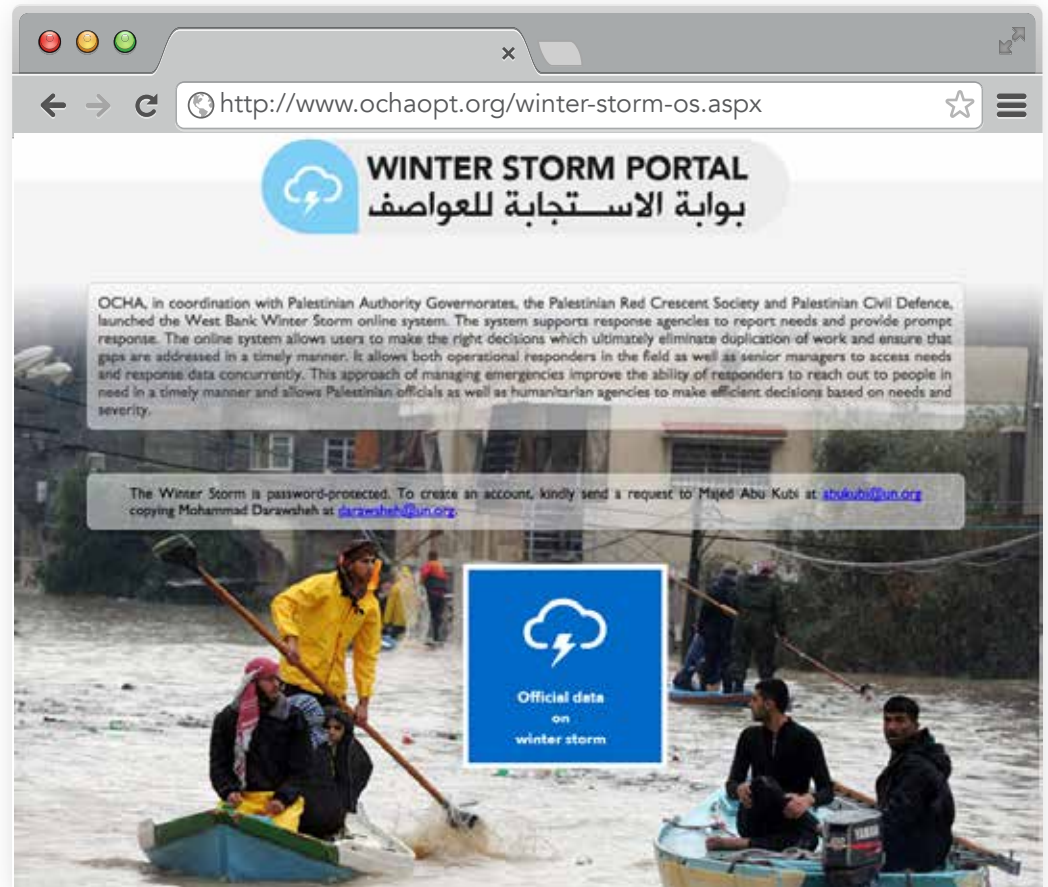 http://www.ochaopt.org/winter-storm-os.aspx
WINTER STORM PORTAL
بوابة الاستجابة للعواصف
OCHA, in coordination with Palestinian Authority Governorates, the Palestinian Red Crescent Society and Palestinian Civil Defence,
launched the West Bank Winter Storm online system. The system supports response agencies to report needs and provide prompt
response. The online system allows users to make the right decisions which ultimately eliminate duplication of work and ensure that
gaps are addressed in a timely manner. It allows both operational responders in the field as well as senior managers to access needs
and response data concurrently. This approach of managing emergencies improve the ability of responders to reach out to people in
need in a timely manner and allows Palestinian officials as well as humanitarian agencies to make efficient decisions based on needs and
severity.
The Winter Storm is password-protected. To create an account, kindly send a request to Majed Abu Kubi at abukubi@un.org
copying Mohammad Darawsheh at darawsheh@un.org.
Official data
on
winter storm
YAMAHA